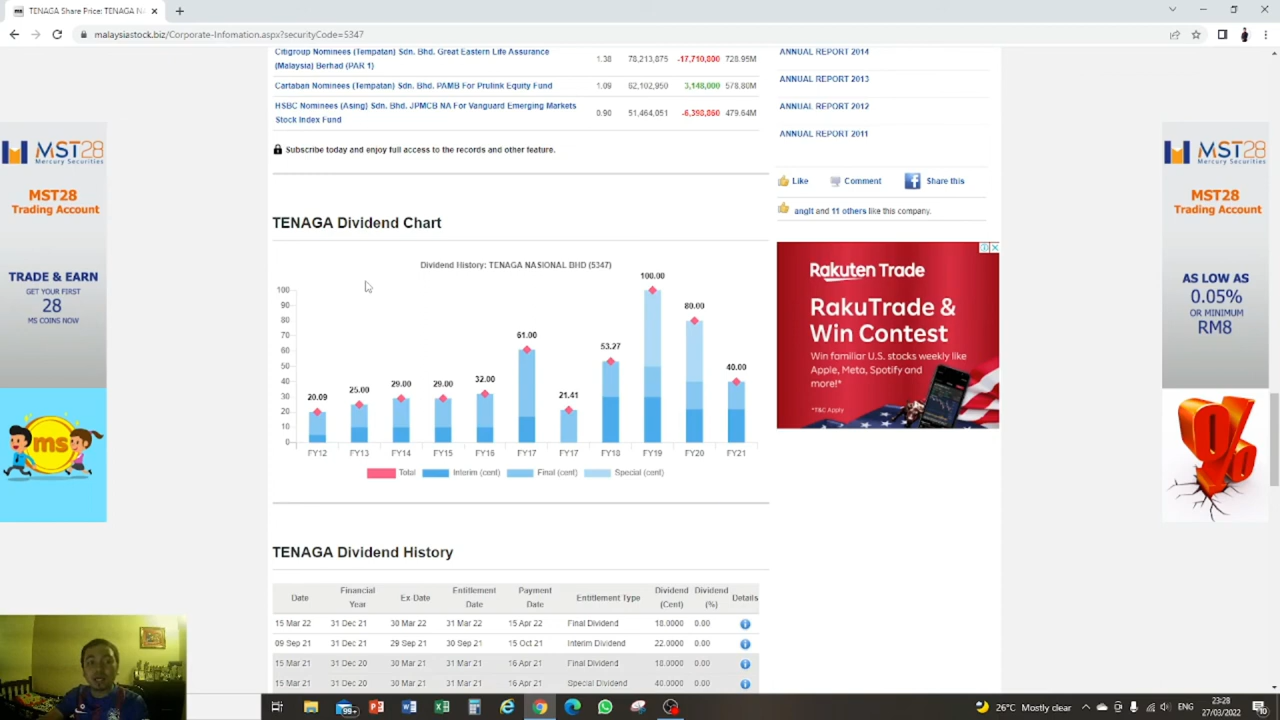 TENAGA Share Price: TENAGA N
malaysiastock.biz/Corporate-Infomation.aspx?securityCode=5347
Citigroup Nominees (Tempatan) Sdn. Bhd. Great Eastern Life Assurance
(Malaysia) Berhad (PAR 1)
1.38 78,213,875 -17,710,800 728.95M
Cartaban Nominees (Tempatan) Sdn. Bhd. PAMB For Prulink Equity Fund 1.09 62,102,950 3,148,000 578.80M
HSBC Nominees (Asing) Sdn. Bhd. JPMCB NA For Vanguard Emerging Markets
Stock Index Fund
0.90 51,464,051 -6,398,860 479.64M
Subscribe today and enjoy full access to the records and other feature.
ANNUAL REPORT 2014
ANNUAL REPORT 2013
ANNUAL REPORT 2012
ANNUAL REPORT 2011
Like Comment Share this
anglt and 11 others like this company.
TENAGA Dividend Chart
Dividend History: TENAGA NASIONAL BHD (5347)
100
90
80
70
60
50
40
30
20
10
0
20.09 25.00 29.00 29.00 32.00 61.00 21.41 53.27 100.00 80.00 40.00
FY12 FY13 FY14 FY15 FY16 FY17 FY17 FY18 FY19 FY20 FY21
Total Interim (cent) Final (cent) Special (cent)
TENAGA Dividend History
Date Financial Year Ex Date Entitlement Date Payment Date Entitlement Type Dividend (Cent) Dividend (%) Details
15 Mar 22 31 Dec 21 30 Mar 22 31 Mar 22 15 Apr 22 Final Dividend 18.0000 0.00
09 Sep 21 31 Dec 21 29 Sep 21 30 Sep 21 15 Oct 21 Interim Dividend 22.0000 0.00
15 Mar 21 31 Dec 20 30 Mar 21 31 Mar 21 16 Apr 21 Final Dividend 18.0000 0.00
15 Mar 21 31 Dec 20 30 Mar 21 31 Mar 21 16 Apr 21 Special Dividend 40.0000 0.00
MST28
Mercury Securities
MST28
Trading Account
TRADE & EARN
GET YOUR FIRST
28
MS COINS NOW
ms
Rakuten Trade
RakuTrade &
Win Contest
Win familiar U.S. stocks weekly like
Apple, Meta, Spotify and
more!*
*T&C Apply
MST28
Mercury Securities
MST28
Trading Account
AS LOW AS
0.05%
OR MINIMUM
RM8
0%
99+
26°C Mostly clear
ENG
23:28
27/03/2022
10